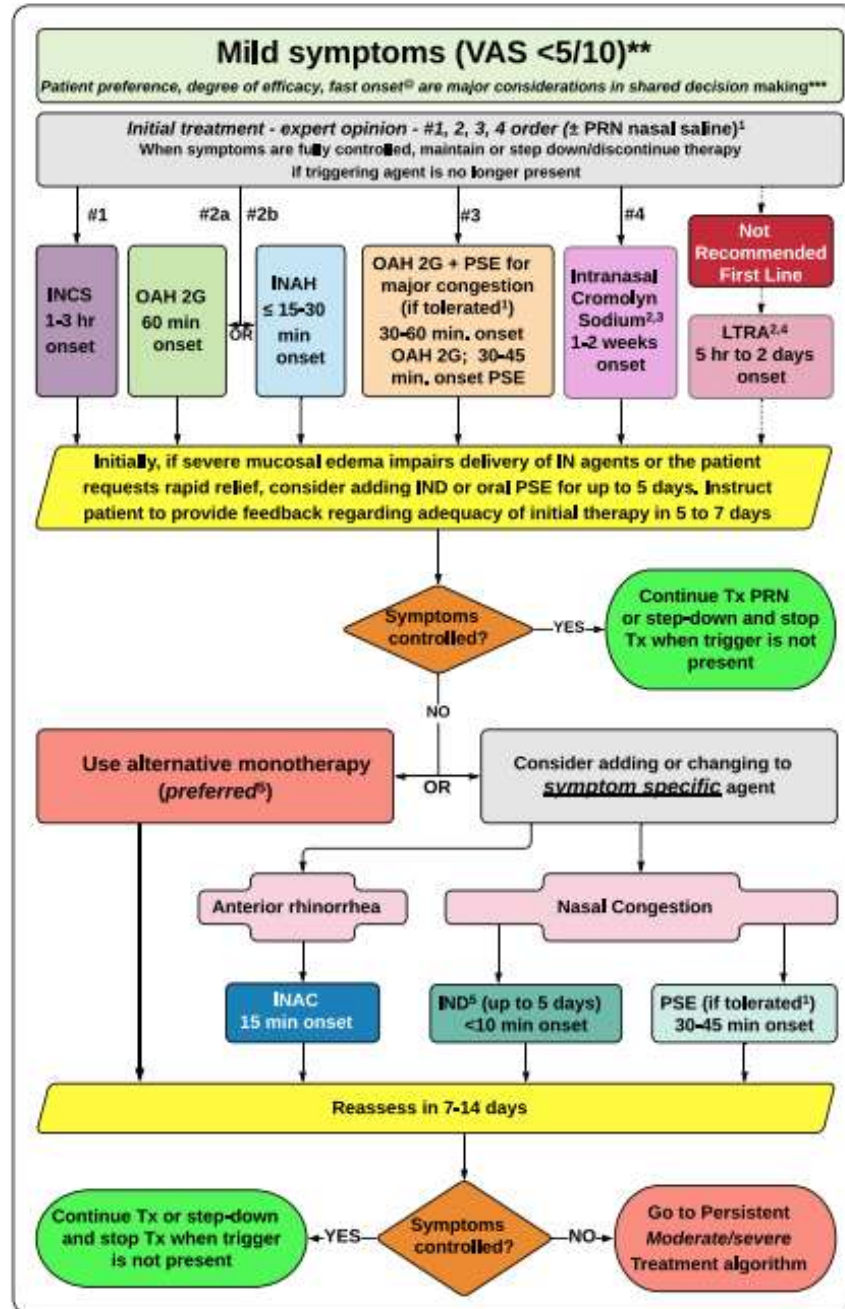 Mild symptoms (VAS <5/10)**
Patient preference, degree of efficacy, fast onset@ are major considerations in shared decision making***
Initial treatment - expert opinion - #1, 2, 3, 4 order (± PRN nasal saline)¹
When symptoms are fully controlled, maintain or step down/discontinue therapy
if triggering agent is no longer present
#1
#2a
#2b
#3
#4
INCS
1-3 hr
onset
OAH 2G
60 min
onset
OR
INAH
≤ 15-30
min
onset
OAH 2G + PSE for
major congestion
(if tolerated¹)
30-60 min. onset
OAH 2G; 30-45
min. onset PSE
Intranasal
Cromolyn
Sodium²,³
1-2 weeks
onset
Not
Recommended
First Line
LTRA²,⁴
5 hr to 2 days
onset
Initially, if severe mucosal edema impairs delivery of IN agents or the patient
requests rapid relief, consider adding IND or oral PSE for up to 5 days. Instruct
patient to provide feedback regarding adequacy of initial therapy in 5 to 7 days
Symptoms
controlled?
YES
Continue Tx PRN
or step-down and stop
Tx when trigger is not
present
NO
Use alternative monotherapy
(preferred⁵)
OR
Consider adding or changing to
symptom specific agent
Anterior rhinorrhea
Nasal Congestion
INAC
15 min onset
IND⁵ (up to 5 days)
<10 min onset
PSE (if tolerated¹)
30-45 min onset
Reassess in 7-14 days
Continue Tx or step-down
and stop Tx when trigger
is not present
YES
Symptoms
controlled?
NO
Go to Persistent
Moderate/severe
Treatment algorithm